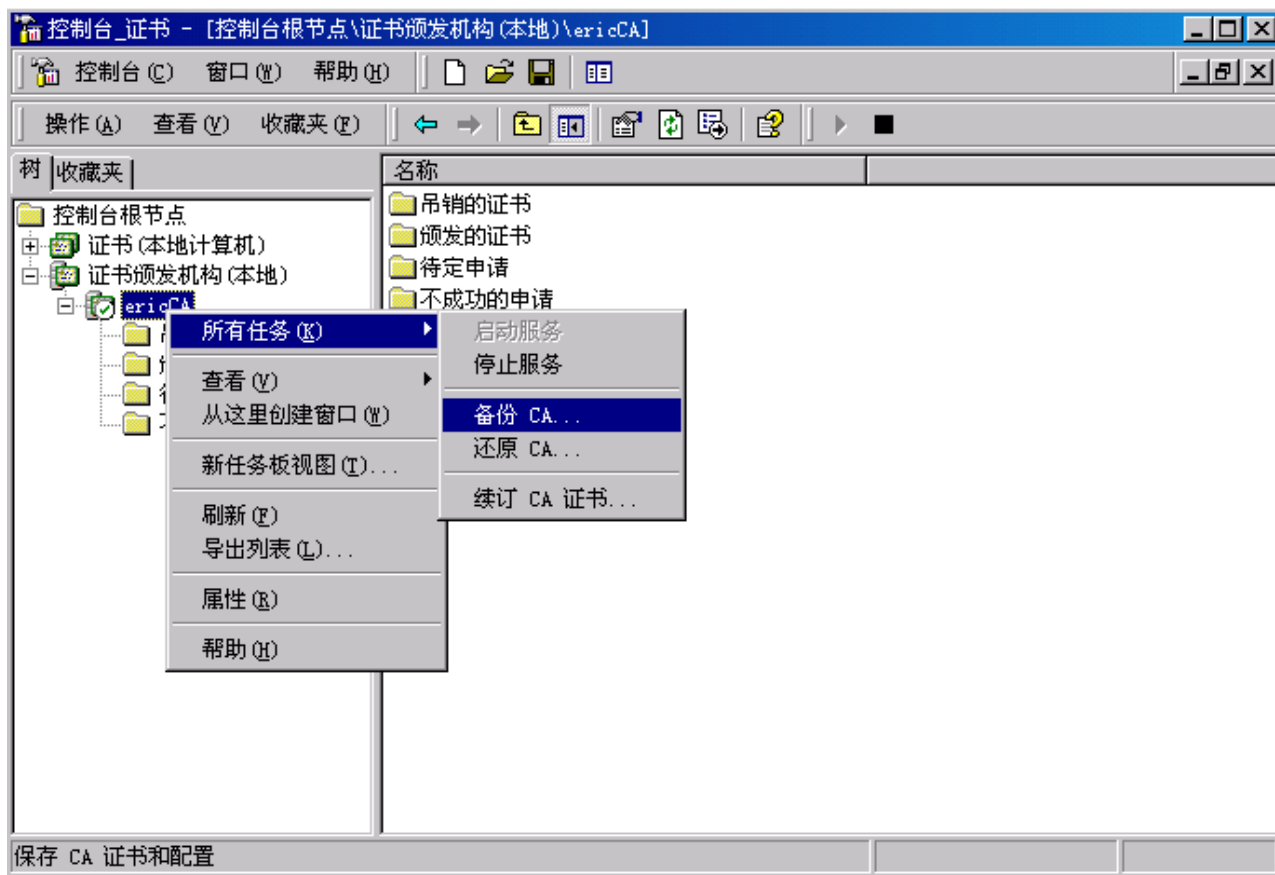 控制台_证书 - [控制台根节点\证书颁发机构(本地)\ericCA]
控制台(C) 窗口(W) 帮助(H)
操作(A) 查看(V) 收藏夹(F)
树 收藏夹
名称
控制台根节点
证书(本地计算机)
证书颁发机构(本地)
ericCA
吊销的证书
颁发的证书
待定申请
不成功的申请
所有任务(K)
查看(V)
从这里创建窗口(W)
新任务板视图(T)...
刷新(F)
导出列表(L)...
属性(R)
帮助(H)
启动服务
停止服务
备份 CA...
还原 CA...
续订 CA 证书...
保存 CA 证书和配置